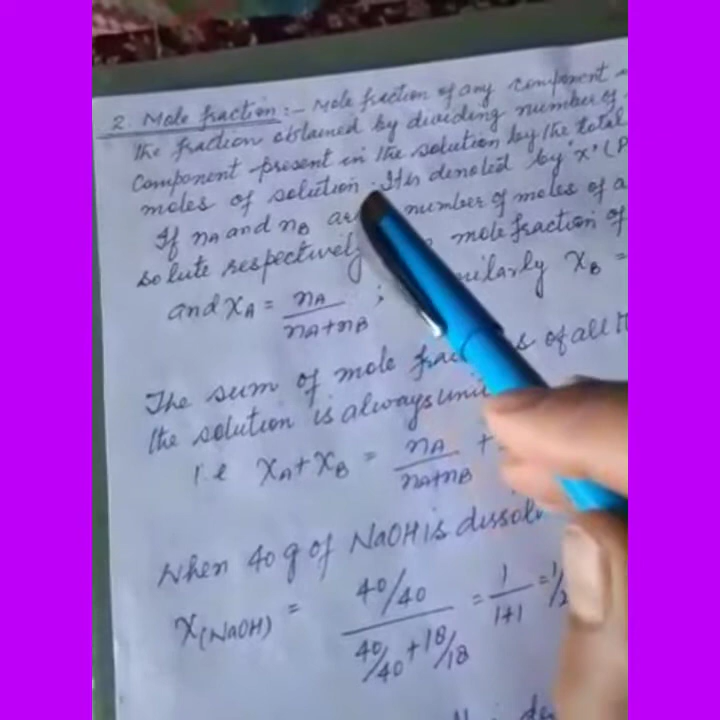 2. Mole fraction :- Mole fraction of any component
the fraction obtained by dividing number of
component present in the solution by the total
moles of solution. It is denoted by 'x' (P
If nA and nB are number of moles of a
solute respectively mole fraction of
and xA = nA / nA+nB ; similarly xB =
The sum of mole fractions of all t
the solution is always uni
i.e xA+xB = nA / nA+nB +
When 40 g of NaOH is dissol
x(NaOH) = 40/40 / 40/40 + 18/18 = 1 / 1+1 = 1/2